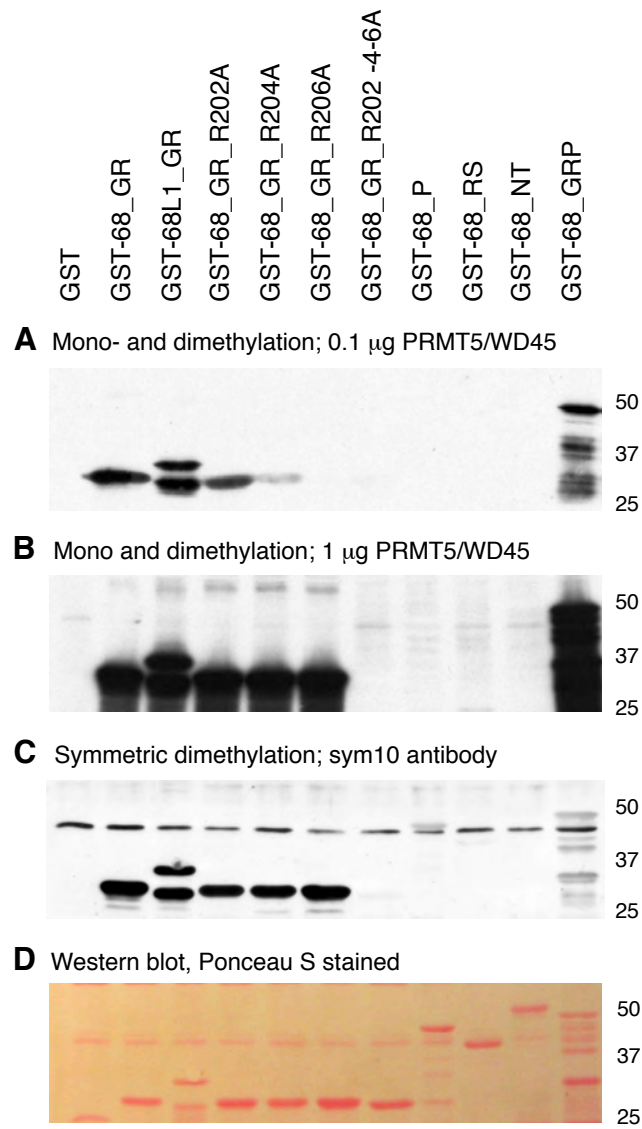 GST
GST-68_GR
GST-68L1_GR
GST-68_GR_R202A
GST-68_GR_R204A
GST-68_GR_R206A
GST-68_GR_R202 -4-6A
GST-68_P
GST-68_RS
GST-68_NT
GST-68_GRP
A Mono- and dimethylation; 0.1 μg PRMT5/WD45
50
37
25
B Mono and dimethylation; 1 μg PRMT5/WD45
50
37
25
C Symmetric dimethylation; sym10 antibody
50
37
25
D Western blot, Ponceau S stained
50
37
25